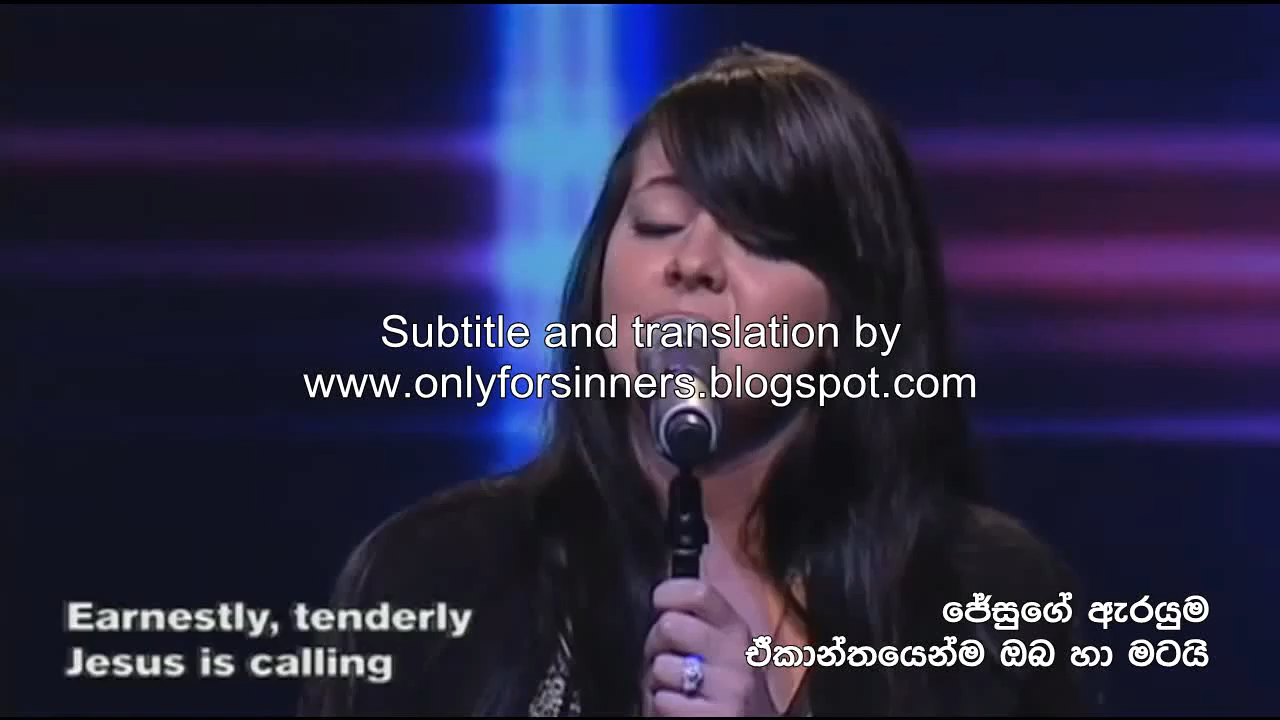 Subtitle and translation by
www.onlyforsinners.blogspot.com
Earnestly, tenderly
Jesus is calling
ජේසුගේ ඇරයුම
ඒකාන්තයෙන්ම ඔබ හා මටයි